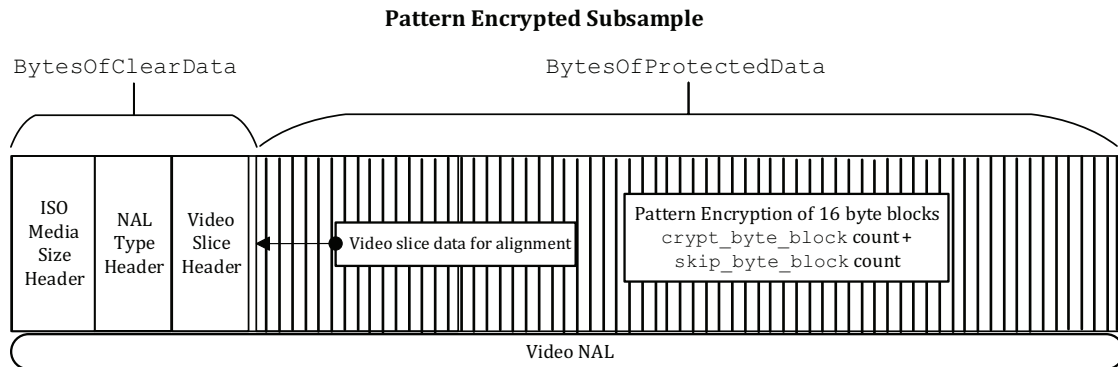 Pattern Encrypted Subsample
BytesOfClearData
BytesOfProtectedData
ISO
Media
Size
Header
NAL
Type
Header
Video
Slice
Header
Video slice data for alignment
Pattern Encryption of 16 byte blocks
crypt_byte_block count +
skip_byte_block count
Video NAL